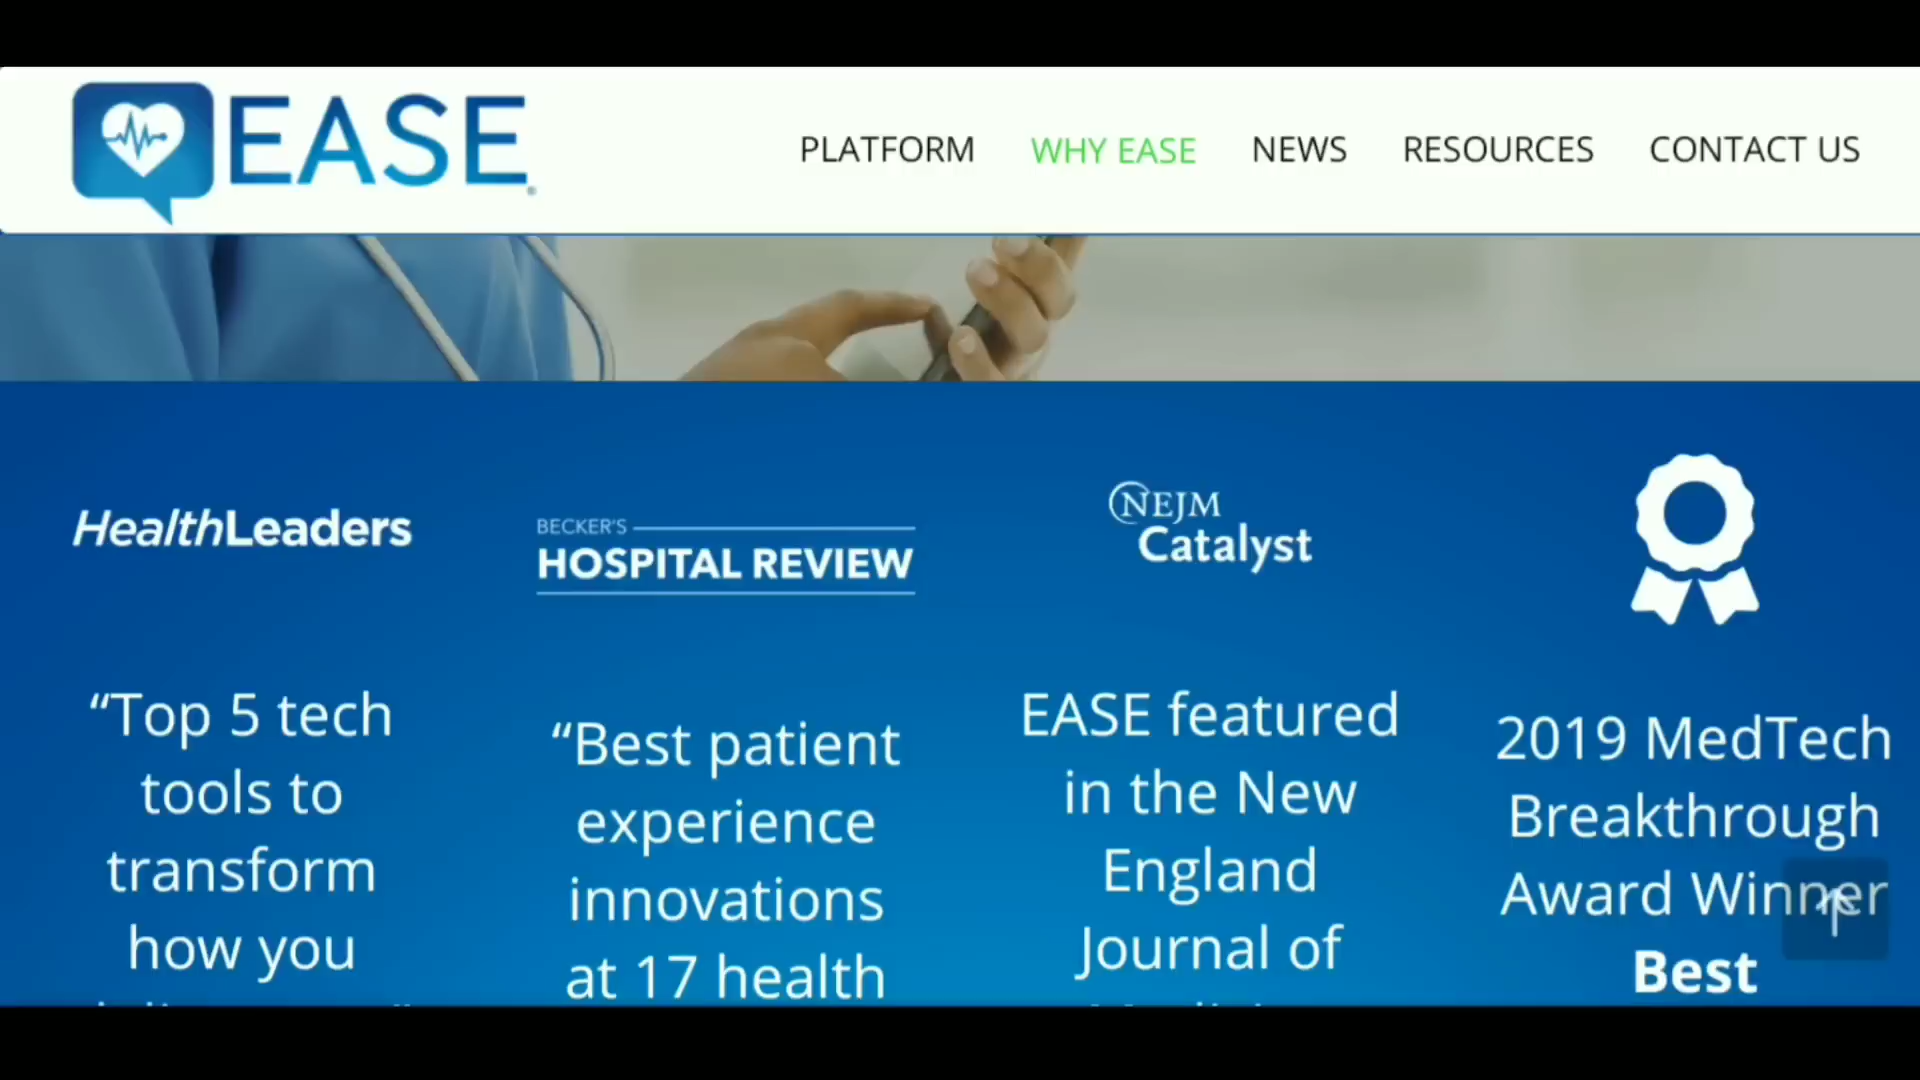 EASE
PLATFORM
WHY EASE
NEWS
RESOURCES
CONTACT US
HealthLeaders
“Top 5 tech
tools to
transform
how you
BECKER'S
HOSPITAL REVIEW
“Best patient
experience
innovations
at 17 health
NEJM
Catalyst
EASE featured
in the New
England
Journal of
2019 MedTech
Breakthrough
Award Winner
Best